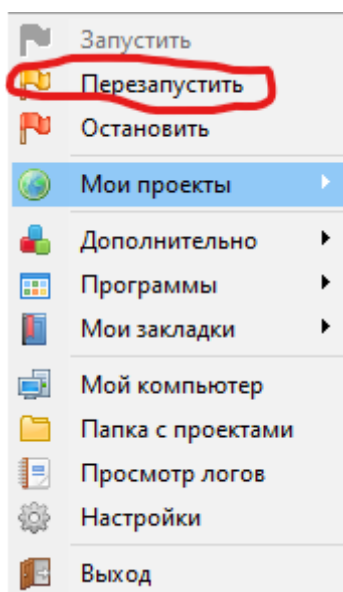 Запустить
Перезапустить
Остановить
Мои проекты
Дополнительно
Программы
Мои закладки
Мой компьютер
Папка с проектами
Просмотр логов
Настройки
Выход